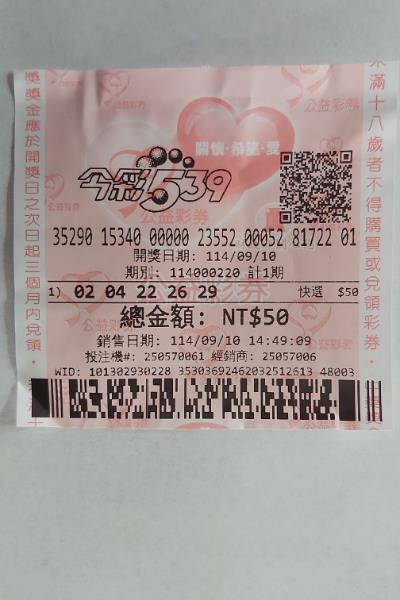 公益彩券
關懷·希望·愛
今彩539
公益彩券
35290 15340 00000 23552 00052 81722 01
開獎日期: 114/09/10
期別: 114000220 計1期
1) 02 04 22 26 29 快選 $50
總金額: NT$50
銷售日期: 114/09/10 14:49:09
投注機#: 250570061 經銷商: 25057006
WID: 101302930228 35303692462032512613 48003
獎獎金應於開獎日之次日起三個月內兌領。
未滿十八歲者不得購買或兌領彩券。